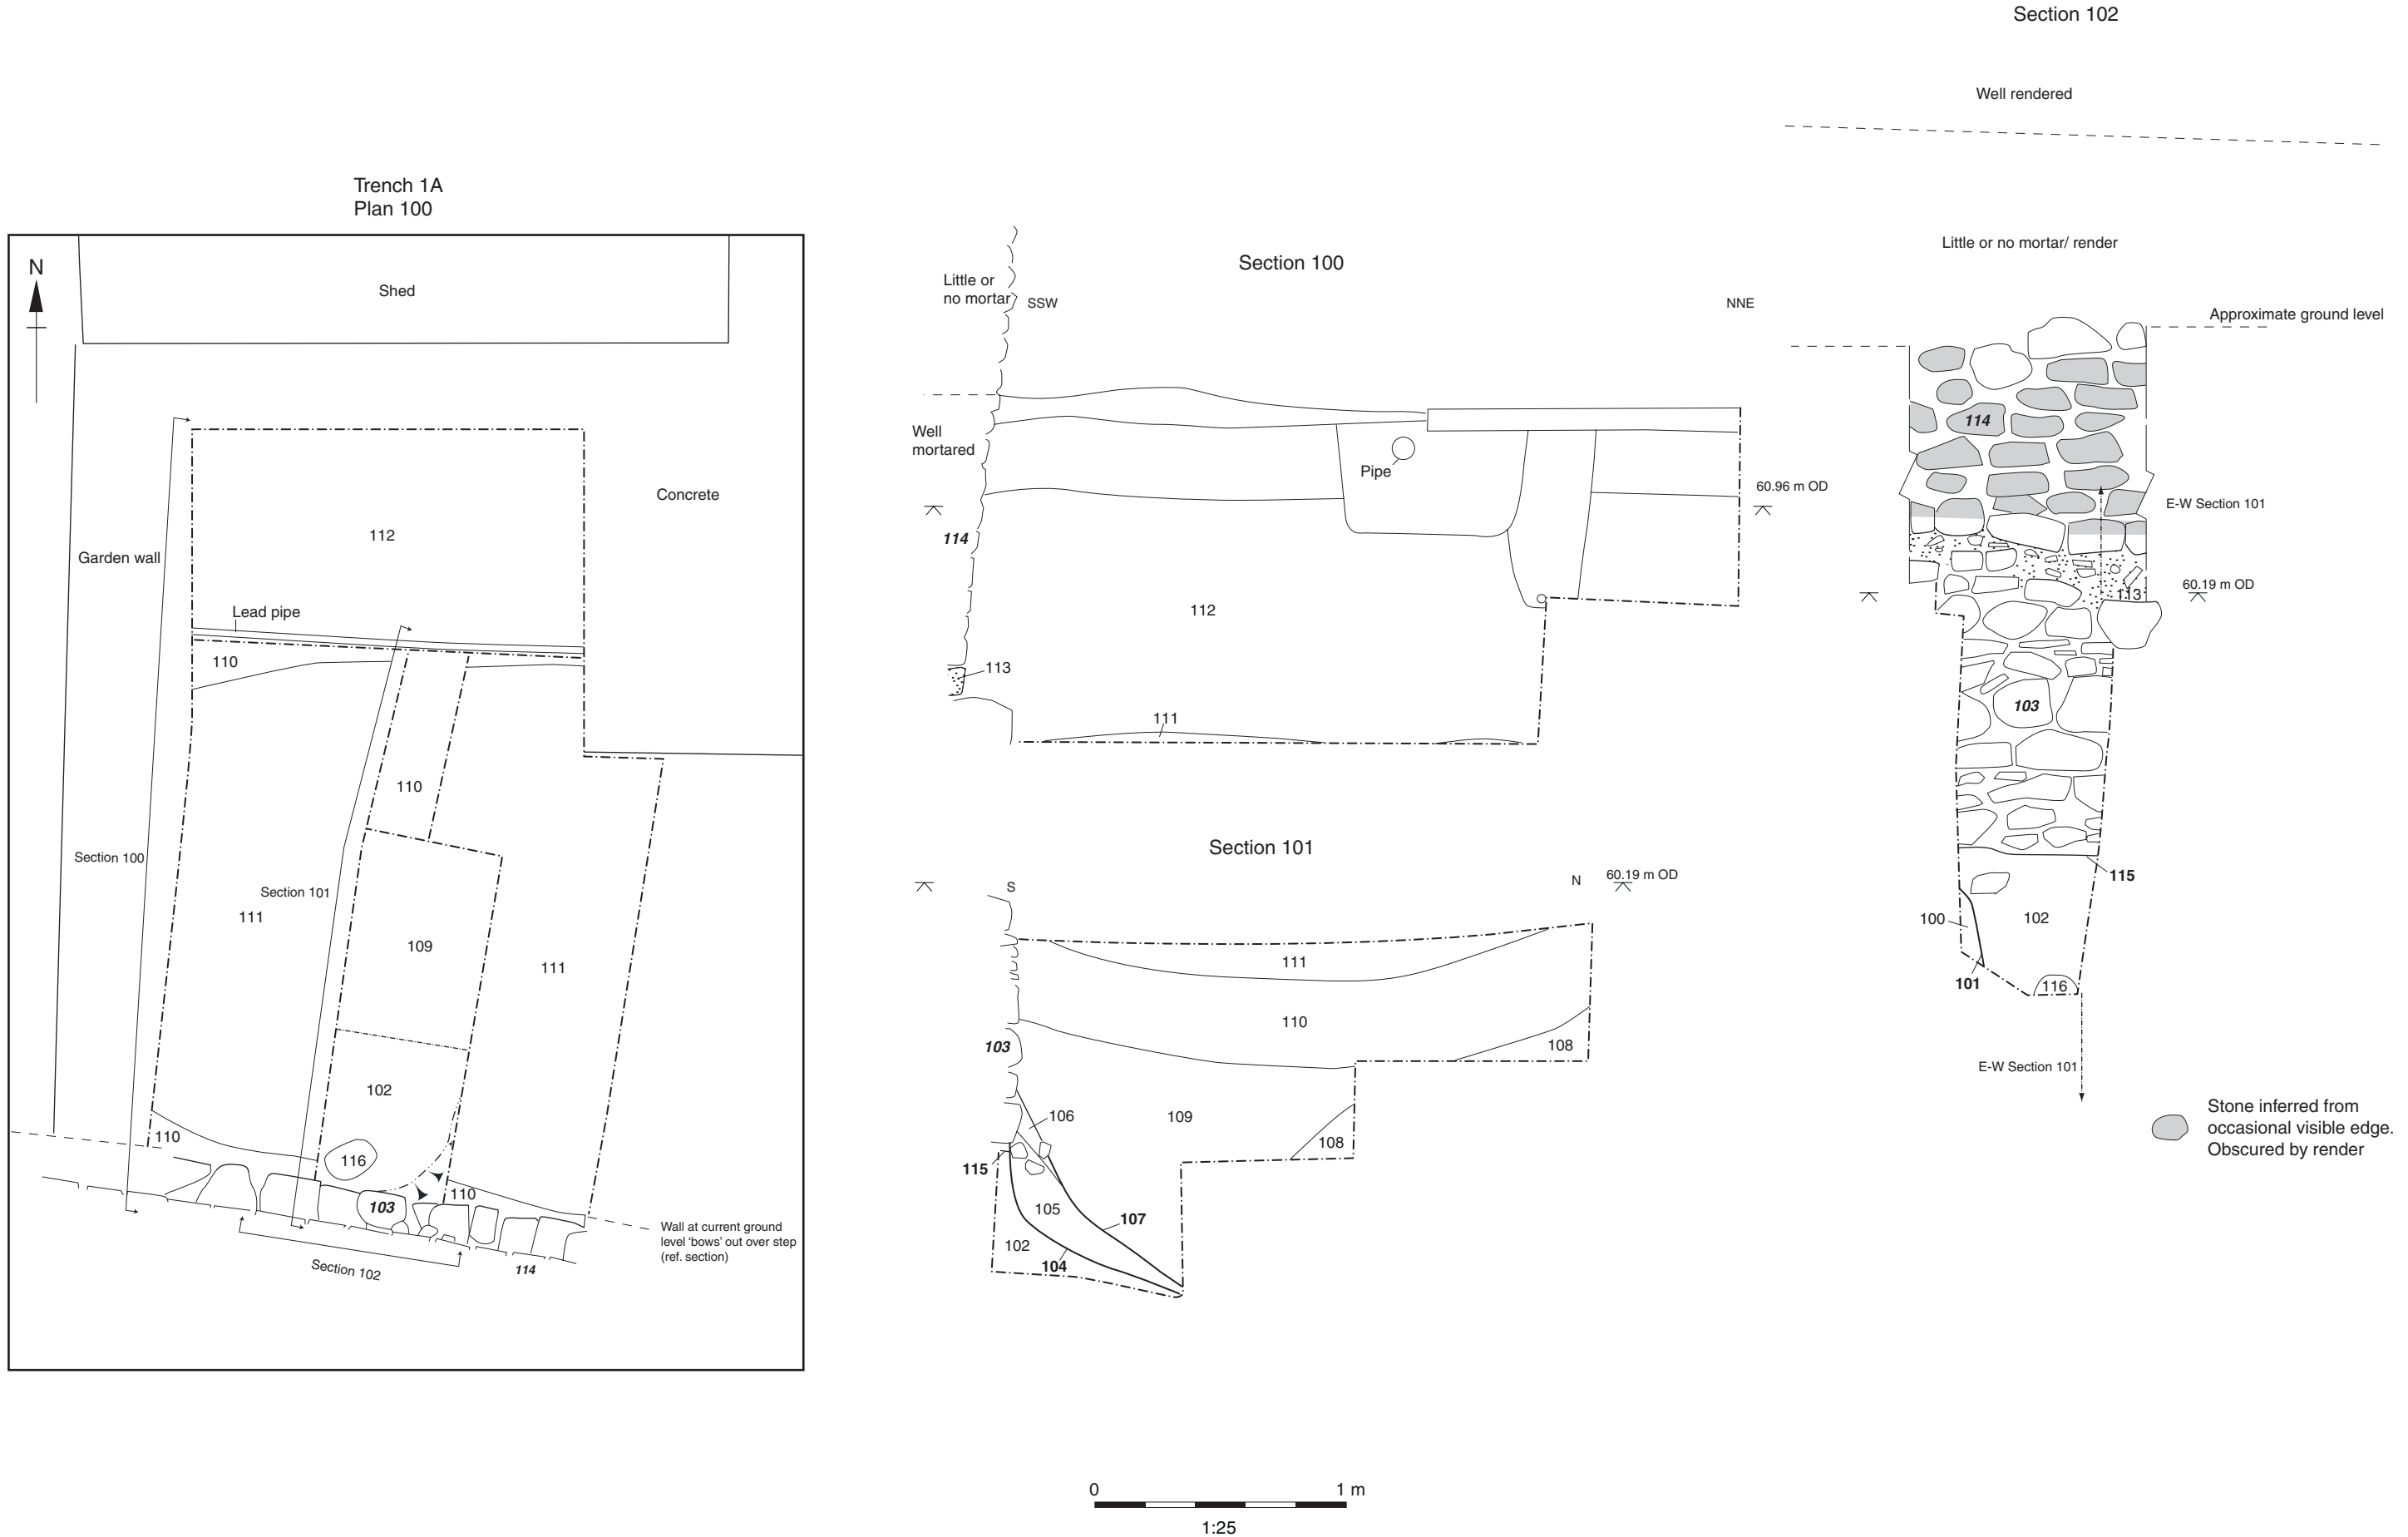 Trench 1A
Plan 100
N
Shed
Concrete
112
Garden wall
Lead pipe
110
110
Section 100
Section 101
111
109
111
102
110
116
103
110
Wall at current ground
level ‘bows’ out over step
(ref. section)
Section 102
114
Section 100
Little or
no mortar
SSW
NNE
Well
mortared
Pipe
60.96 m OD
114
112
113
111
Section 101
S
N
60.19 m OD
111
110
103
108
106
109
108
115
105
107
102
104
Section 102
Well rendered
Little or no mortar/ render
Approximate ground level
114
E-W Section 101
60.19 m OD
113
103
115
100
102
101
116
E-W Section 101
Stone inferred from
occasional visible edge.
Obscured by render
0
1 m
1:25